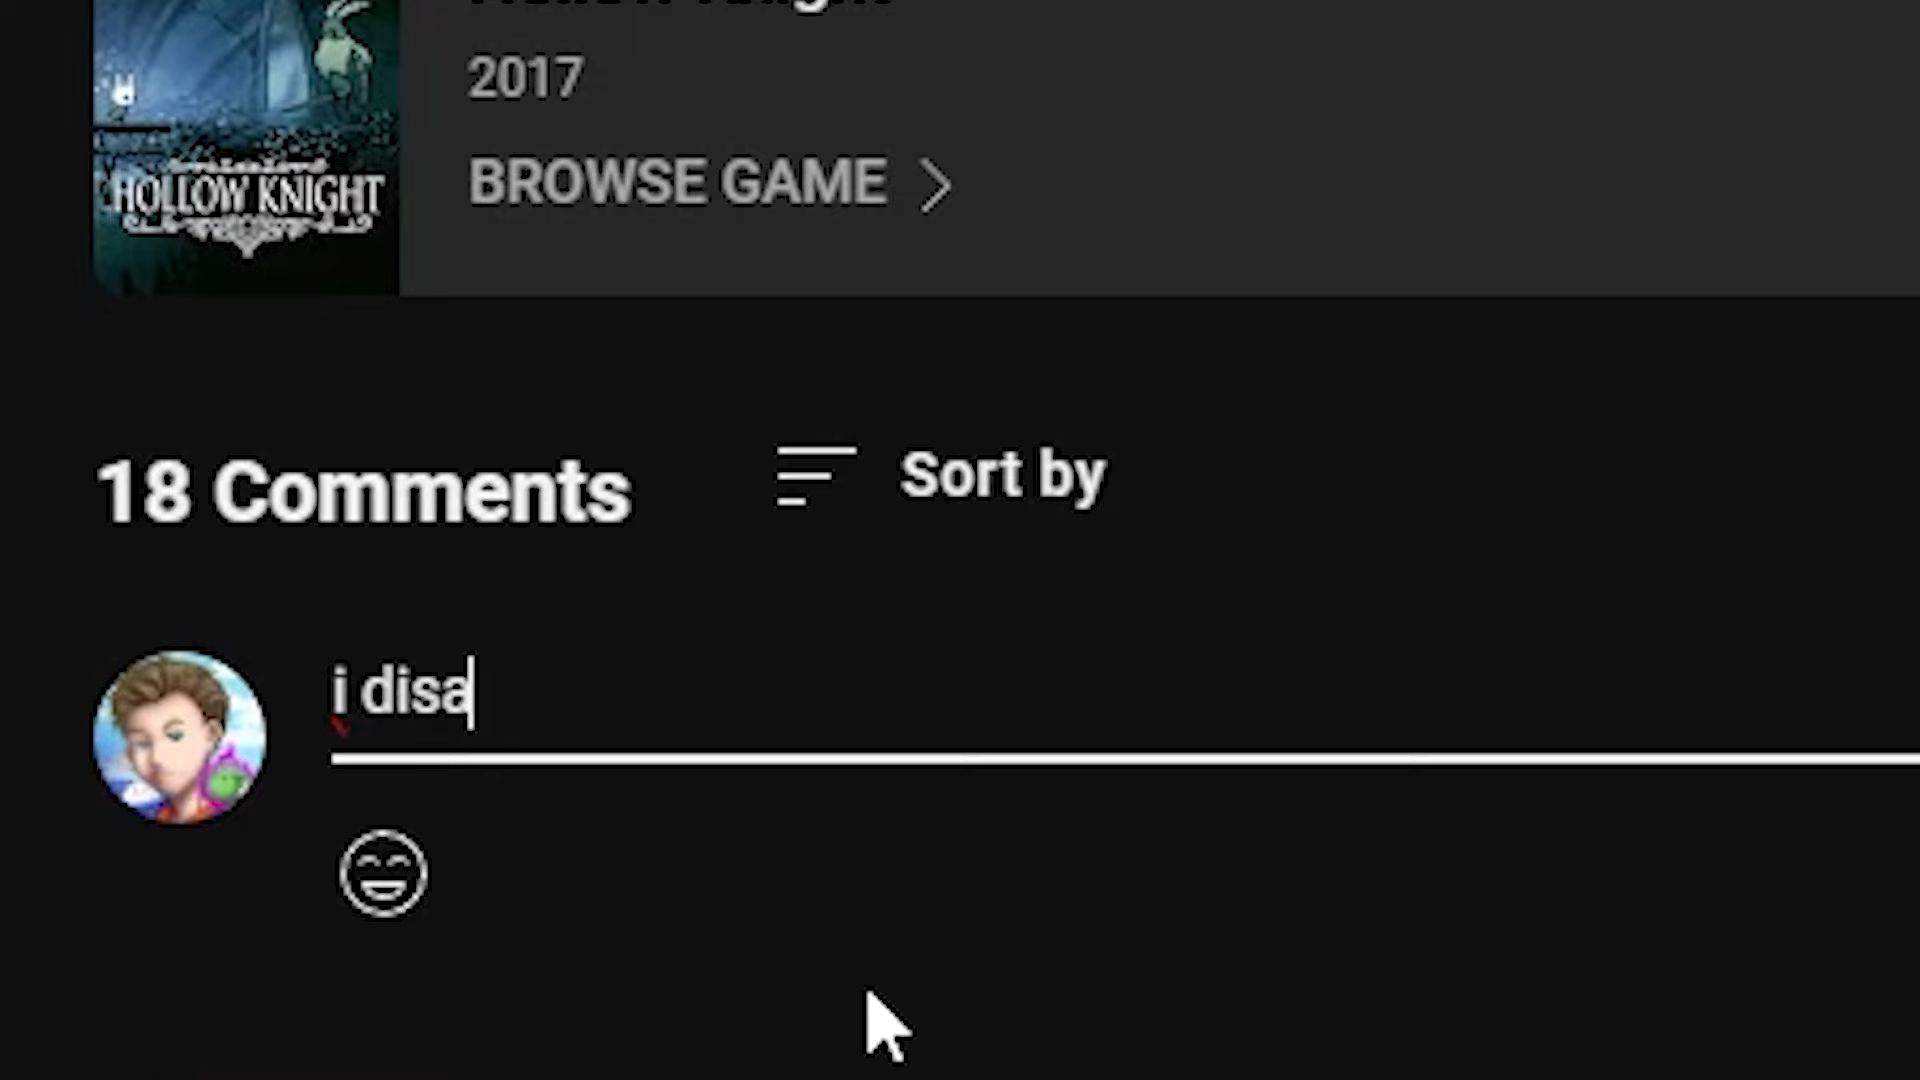 2017
BROWSE GAME
HOLLOW KNIGHT
18 Comments
Sort by
i disa